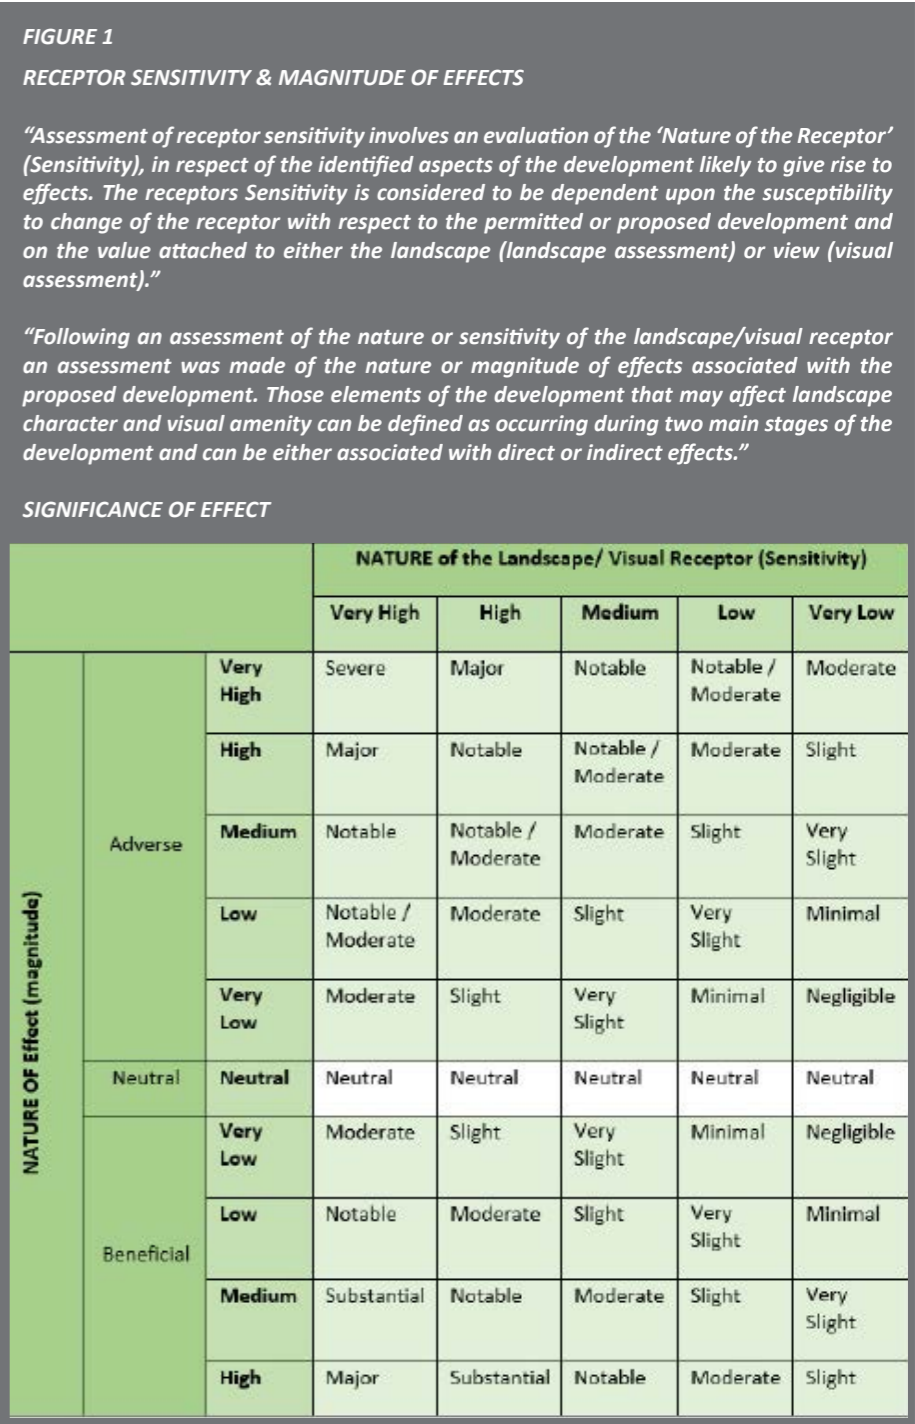 FIGURE 1
RECEPTOR SENSITIVITY & MAGNITUDE OF EFFECTS
“Assessment of receptor sensitivity involves an evaluation of the ‘Nature of the Receptor’
(Sensitivity), in respect of the identified aspects of the development likely to give rise to
effects. The receptors Sensitivity is considered to be dependent upon the susceptibility
to change of the receptor with respect to the permitted or proposed development and
on the value attached to either the landscape (landscape assessment) or view (visual
assessment).”
“Following an assessment of the nature or sensitivity of the landscape/visual receptor
an assessment was made of the nature or magnitude of effects associated with the
proposed development. Those elements of the development that may affect landscape
character and visual amenity can be defined as occurring during two main stages of the
development and can be either associated with direct or indirect effects.”
SIGNIFICANCE OF EFFECT
NATURE of the Landscape/ Visual Receptor (Sensitivity)
Very High High Medium Low Very Low
NATURE OF Effect (magnitude)
Adverse
Very High Severe Major Notable Notable / Moderate Moderate
High Major Notable Notable / Moderate Moderate Slight
Medium Notable Notable / Moderate Moderate Slight Very Slight
Low Notable / Moderate Moderate Slight Very Slight Minimal
Very Low Moderate Slight Very Slight Minimal Negligible
Neutral Neutral Neutral Neutral Neutral Neutral Neutral
Beneficial
Very Low Moderate Slight Very Slight Minimal Negligible
Low Notable Moderate Slight Very Slight Minimal
Medium Substantial Notable Moderate Slight Very Slight
High Major Substantial Notable Moderate Slight